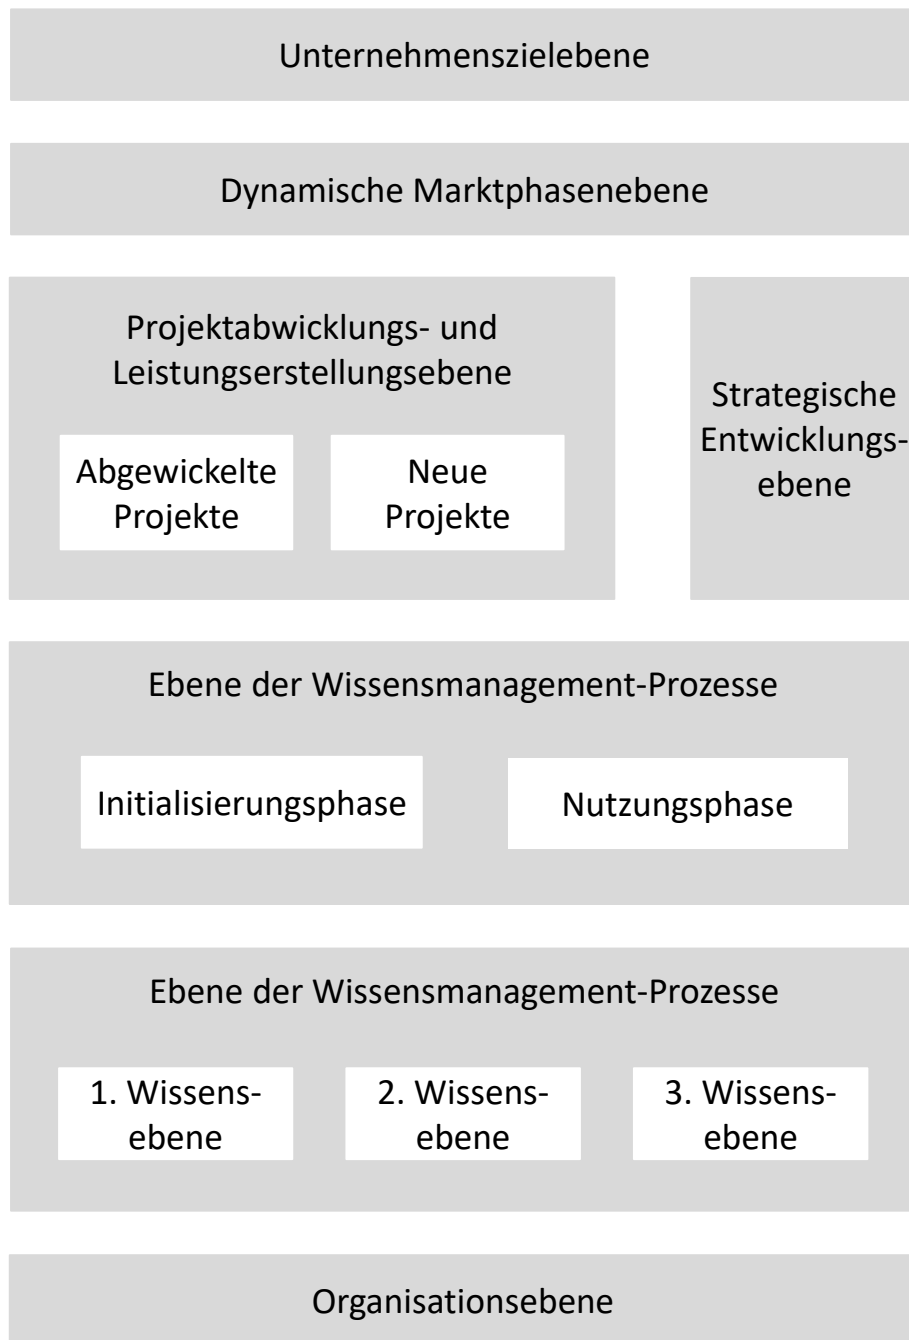 Unternehmenszielebene
Dynamische Marktphasenebene
Projektabwicklungs- und
Leistungserstellungsebene
Abgewickelte
Projekte
Neue
Projekte
Strategische
Entwicklungs-
ebene
Ebene der Wissensmanagement-Prozesse
Initialisierungsphase
Nutzungsphase
Ebene der Wissensmanagement-Prozesse
1. Wissens-
ebene
2. Wissens-
ebene
3. Wissens-
ebene
Organisationsebene